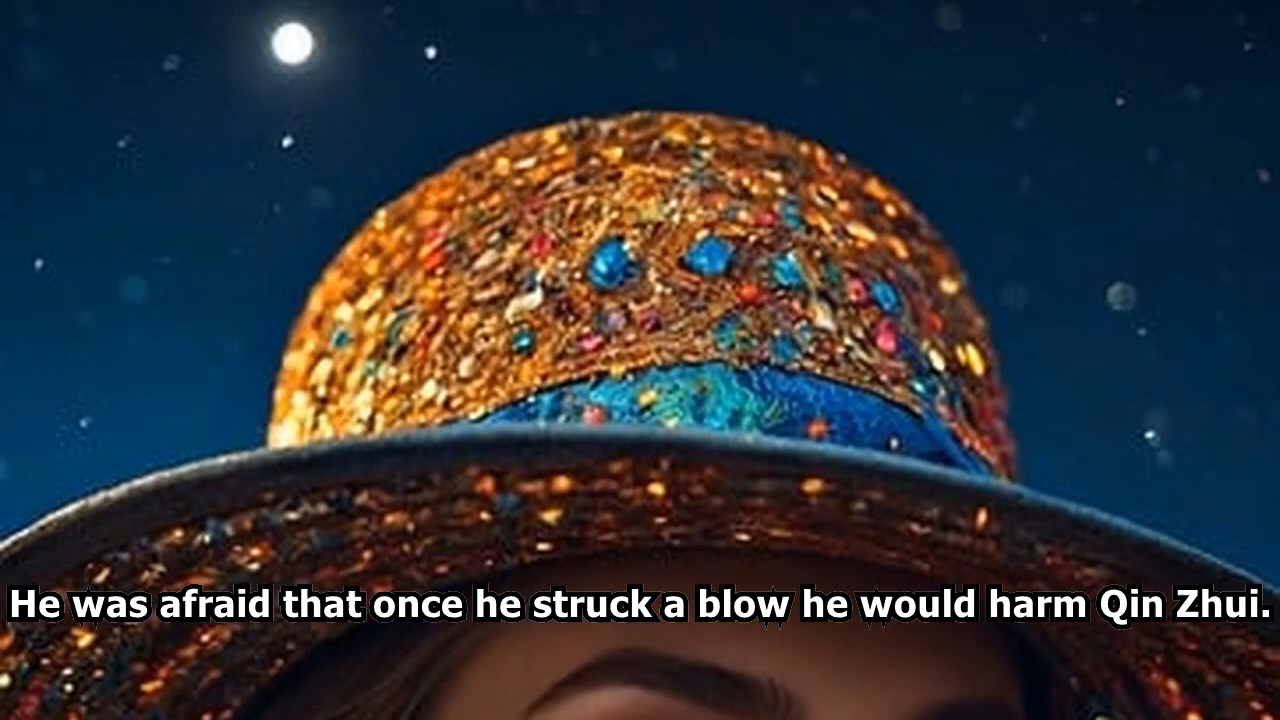 He was afraid that once he struck a blow he would harm Qin Zhui.